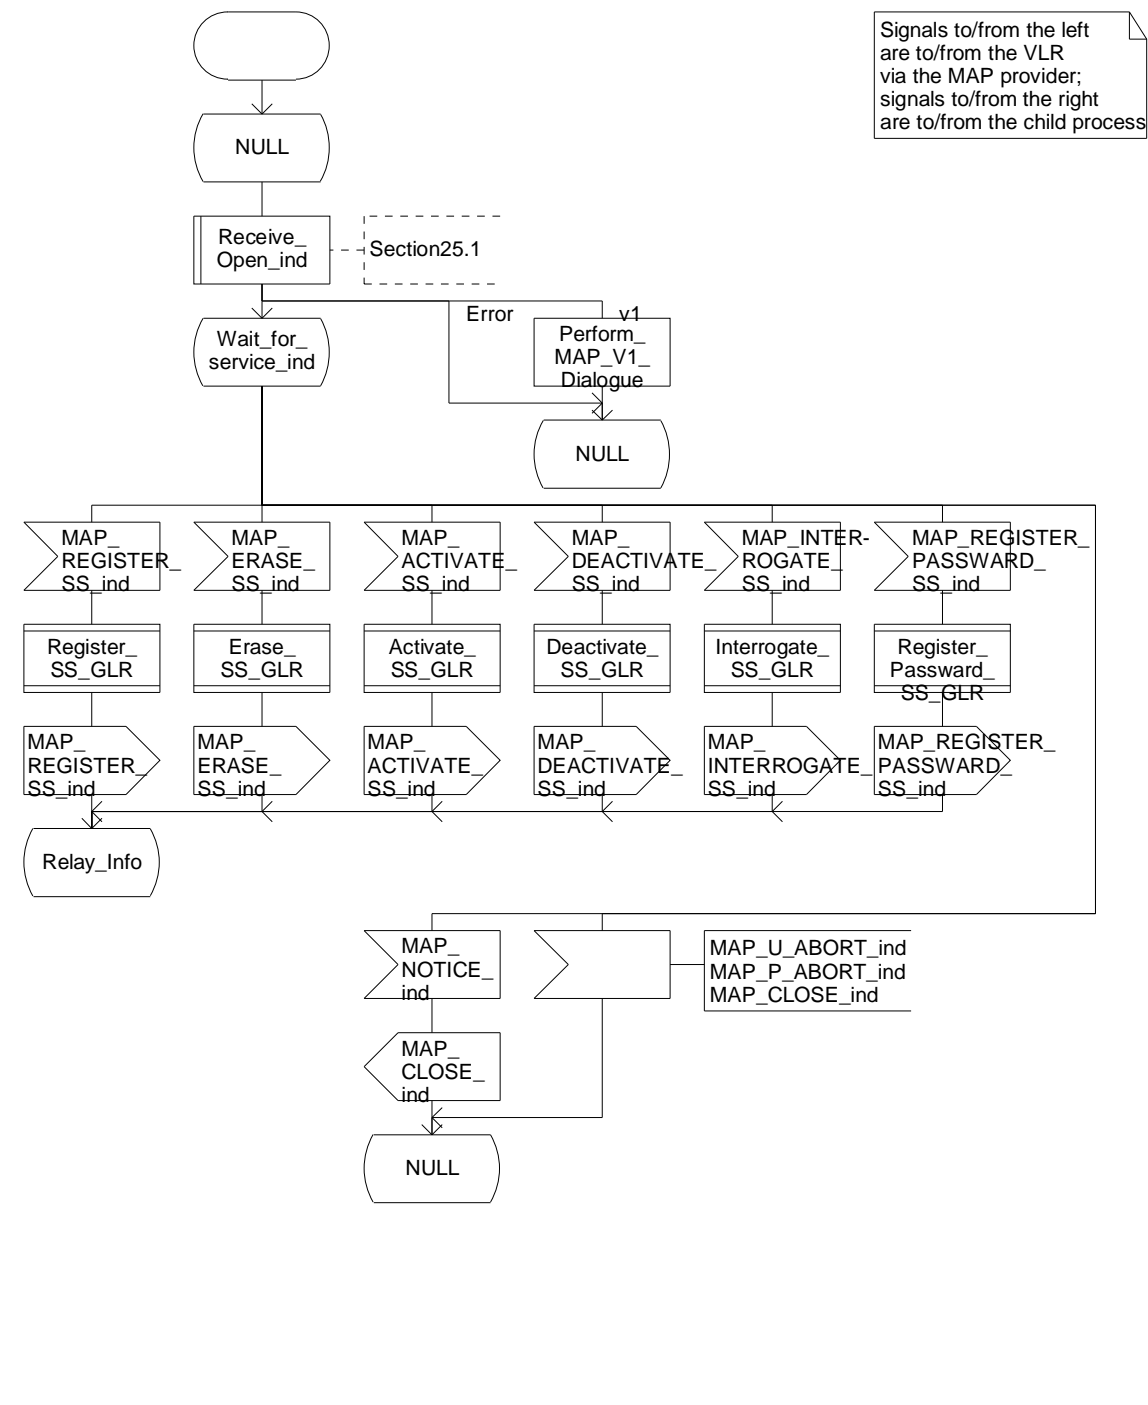 Signals to/from the left
are to/from the VLR
via the MAP provider;
signals to/from the right
are to/from the child process
NULL
Receive_
Open_ind
Section25.1
Error
v1
Wait_for_
service_ind
Perform_
MAP_V1_
Dialogue
NULL
MAP_
REGISTER_
SS_ind
MAP_
ERASE_
SS_ind
MAP_
ACTIVATE_
SS_ind
MAP_
DEACTIVATE_
SS_ind
MAP_INTER-
ROGATE_
SS_ind
MAP_REGISTER_
PASSWARD_
SS_ind
Register_
SS_GLR
Erase_
SS_GLR
Activate_
SS_GLR
Deactivate_
SS_GLR
Interrogate_
SS_GLR
Register_
Passward_
SS_GLR
MAP_
REGISTER_
SS_ind
MAP_
ERASE_
SS_ind
MAP_
ACTIVATE_
SS_ind
MAP_
DEACTIVATE_
SS_ind
MAP_
INTERROGATE_
SS_ind
MAP_REGISTER_
PASSWARD_
SS_ind
Relay_Info
MAP_
NOTICE_
ind
MAP_U_ABORT_ind
MAP_P_ABORT_ind
MAP_CLOSE_ind
MAP_
CLOSE_
ind
NULL